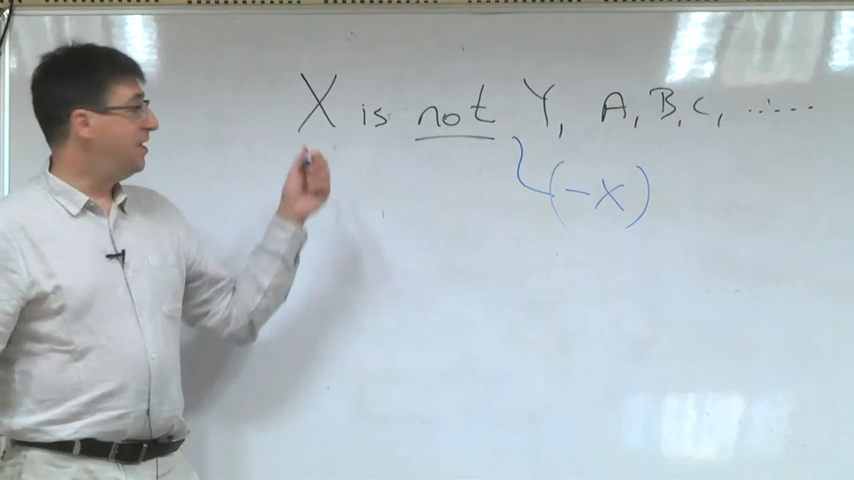 X is not Y, A, B, C, ......
(-X)